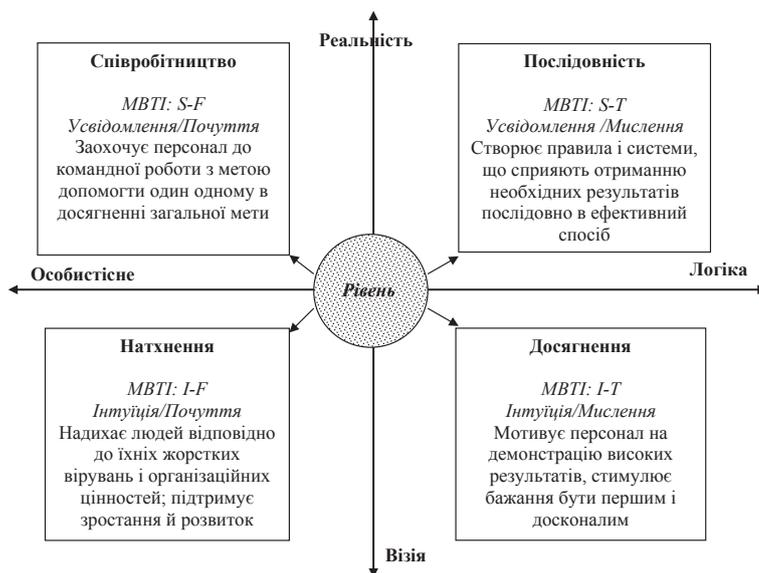 Реальність
Співробітництво
MBTI: S-F
Усвідомлення/Почуття
Заохочує персонал до
командної роботи з метою
допомогти один одному в
досягненні загальної мети
Послідовність
MBTI: S-T
Усвідомлення /Мислення
Створює правила і системи,
що сприяють отриманню
необхідних результатів
послідовно в ефективний
спосіб
Особистісне
Рівень
Логіка
Натхнення
MBTI: I-F
Інтуїція/Почуття
Надихає людей відповідно
до їхніх жорстких
вірувань і організаційних
цінностей; підтримує
зростання й розвиток
Досягнення
MBTI: I-T
Інтуїція/Мислення
Мотивує персонал на
демонстрацію високих
результатів, стимулює
бажання бути першим і
досконалим
Візія